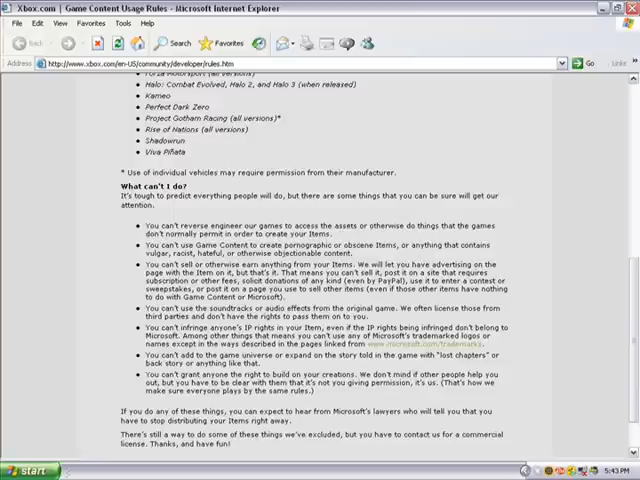 Xbox.com | Game Content Usage Rules - Microsoft Internet Explorer
File Edit View Favorites Tools Help
Back Search Favorites
Address http://www.xbox.com/en-US/community/developer/rules.htm Go Links »
Forza Motorsport (all versions)
Halo: Combat Evolved, Halo 2, and Halo 3 (when released)
Kameo
Perfect Dark Zero
Project Gotham Racing (all versions)*
Rise of Nations (all versions)
Shadowrun
Viva Piñata
* Use of individual vehicles may require permission from their manufacturer.
What can't I do?
It's tough to predict everything people will do, but there are some things that you can be sure will get our
attention.
You can't reverse engineer our games to access the assets or otherwise do things that the games
don't normally permit in order to create your Items.
You can't use Game Content to create pornographic or obscene Items, or anything that contains
vulgar, racist, hateful, or otherwise objectionable content.
You can't sell or otherwise earn anything from your Items. We will let you have advertising on the
page with the Item on it, but that's it. That means you can't sell it, post it on a site that requires
subscription or other fees, solicit donations of any kind (even by PayPal), use it to enter a contest or
sweepstakes, or post it on a page you use to sell other items (even if those other items have nothing
to do with Game Content or Microsoft).
You can't use the soundtracks or audio effects from the original game. We often license those from
third parties and don't have the rights to pass them on to you.
You can't infringe anyone's IP rights in your Item, even if the IP rights being infringed don't belong to
Microsoft. Among other things that means you can't use any of Microsoft's trademarked logos or
names except in the ways described in the pages linked from www.microsoft.com/trademarks.
You can't add to the game universe or expand on the story told in the game with "lost chapters" or
back story or anything like that.
You can't grant anyone the right to build on your creations. We don't mind if other people help you
out, but you have to be clear with them that it's not you giving permission, it's us. (That's how we
make sure everyone plays by the same rules.)
If you do any of these things, you can expect to hear from Microsoft's lawyers who will tell you that you
have to stop distributing your Items right away.
There's still a way to do some of these things we've excluded, but you have to contact us for a commercial
license. Thanks, and have fun!
start 5:43 PM